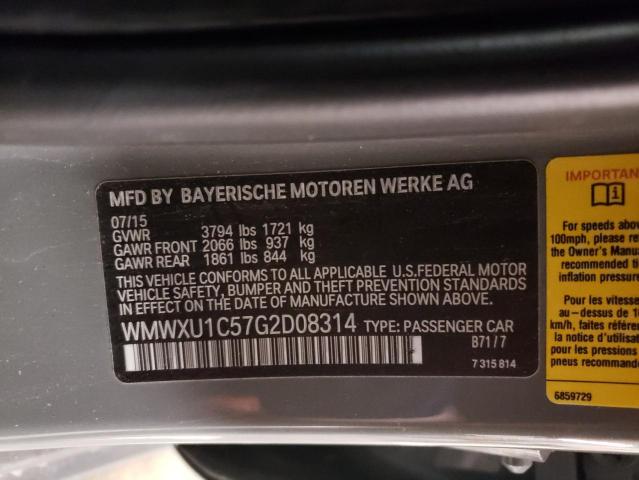 MFD BY BAYERISCHE MOTOREN WERKE AG
07/15
GVWR 3794 lbs 1721 kg
GAWR FRONT 2066 lbs 937 kg
GAWR REAR 1861 lbs 844 kg
THIS VEHICLE CONFORMS TO ALL APPLICABLE U.S.FEDERAL MOTOR
VEHICLE SAFETY, BUMPER AND THEFT PREVENTION STANDARDS
IN EFFECT ON THE DATE OF MANUFACTURE SHOWN ABOVE.
WMWXU1C57G2D08314 TYPE: PASSENGER CAR
B71/7
7 315 814
IMPORTAN
i
For speeds abov
100mph, please re
the Owner's Manua
recommended ti
inflation pressure
Pour les vitesse
au-dessus de 1
km/h, faites référe
la notice d'utilisa
pour les pressions
pneus recommand
6859729